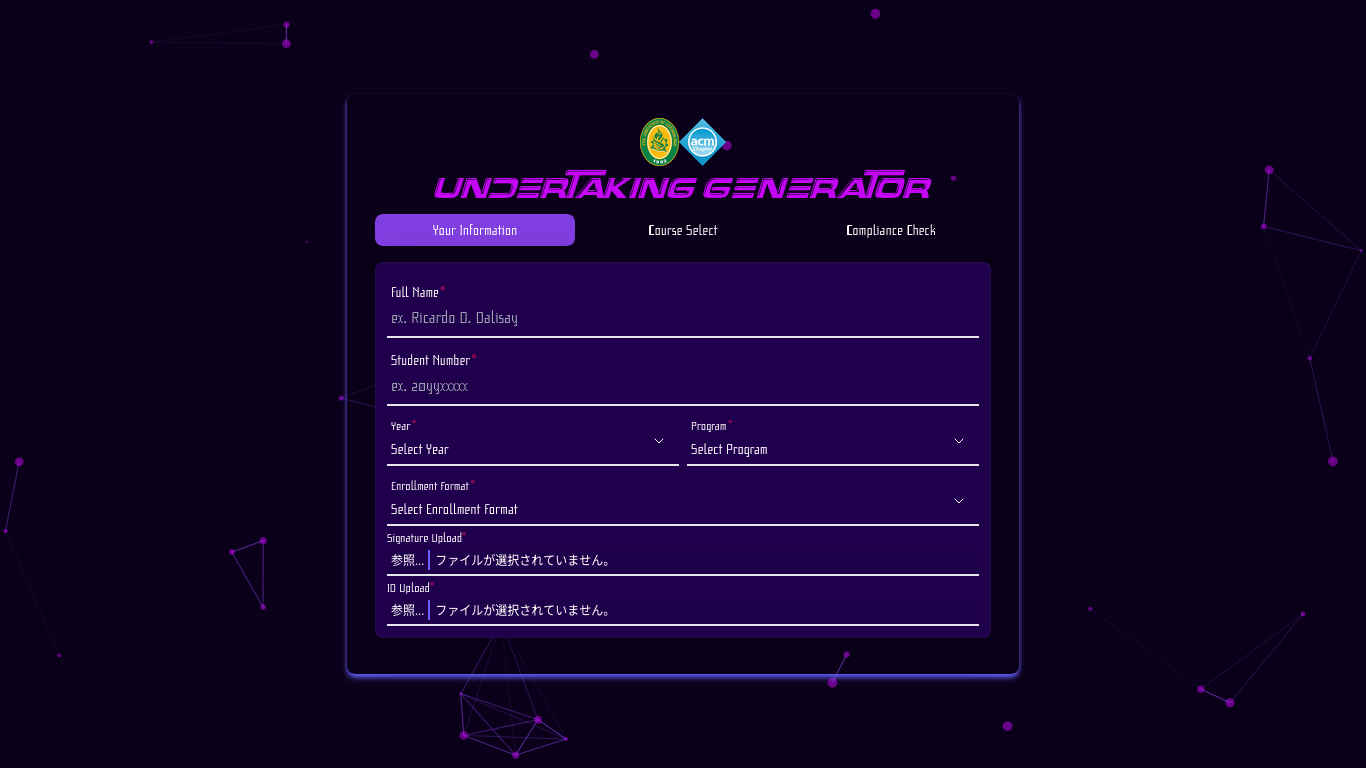 1992
acm
Chapter
UNDERTAKING GENERATOR
Your Information
Course Select
Compliance Check
Full Name*
ex. Ricardo D. Dalisay
Student Number*
ex. 20yyxxxxx
Year*
Program*
Select Year
Select Program
Enrollment Format*
Select Enrollment Format
Signature Upload*
参照... ファイルが選択されていません。
ID Upload*
参照... ファイルが選択されていません。